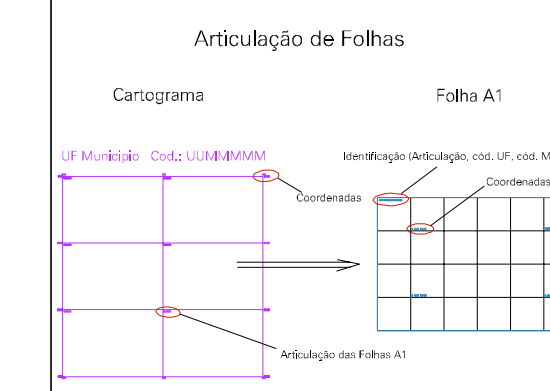 Articulação de Folhas
Cartograma
Folha A1
UF Municipio Cod.: UUMMMMM
Identificação (Articulação, cód. UF, cód. M
Coordenadas
Coordenadas
Articulação das Folhas A1